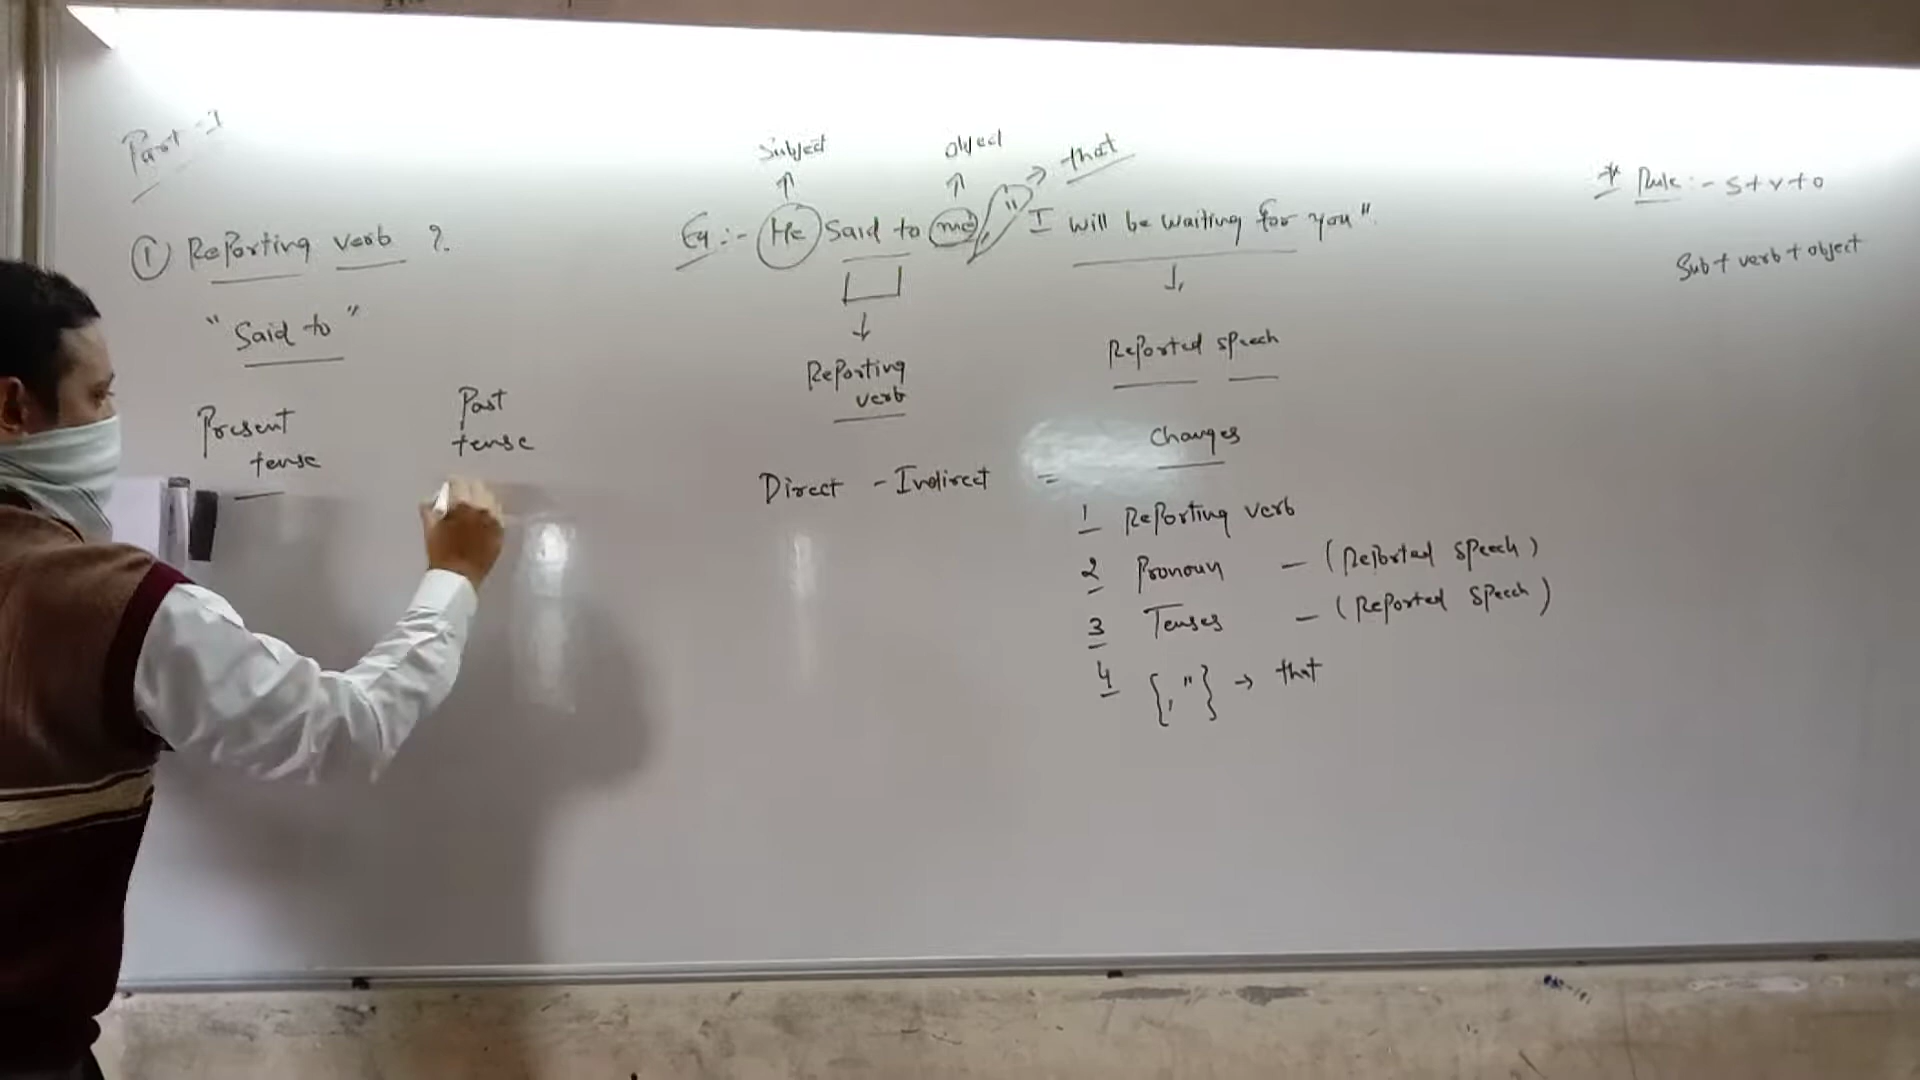 Part - I
① Reporting verb ?
" Said to "
Present
tense
Past
tense
Subject
Object
that
Eg :- He Said to me, " I will be waiting for you".
Reporting
verb
Reported speech
Direct - Indirect =
Changes
1 Reporting verb
2 Pronoun - (Reported speech)
3 Tenses - (Reported speech)
4 {, "} → that
* Rule :- S+V+O
Sub + verb + object